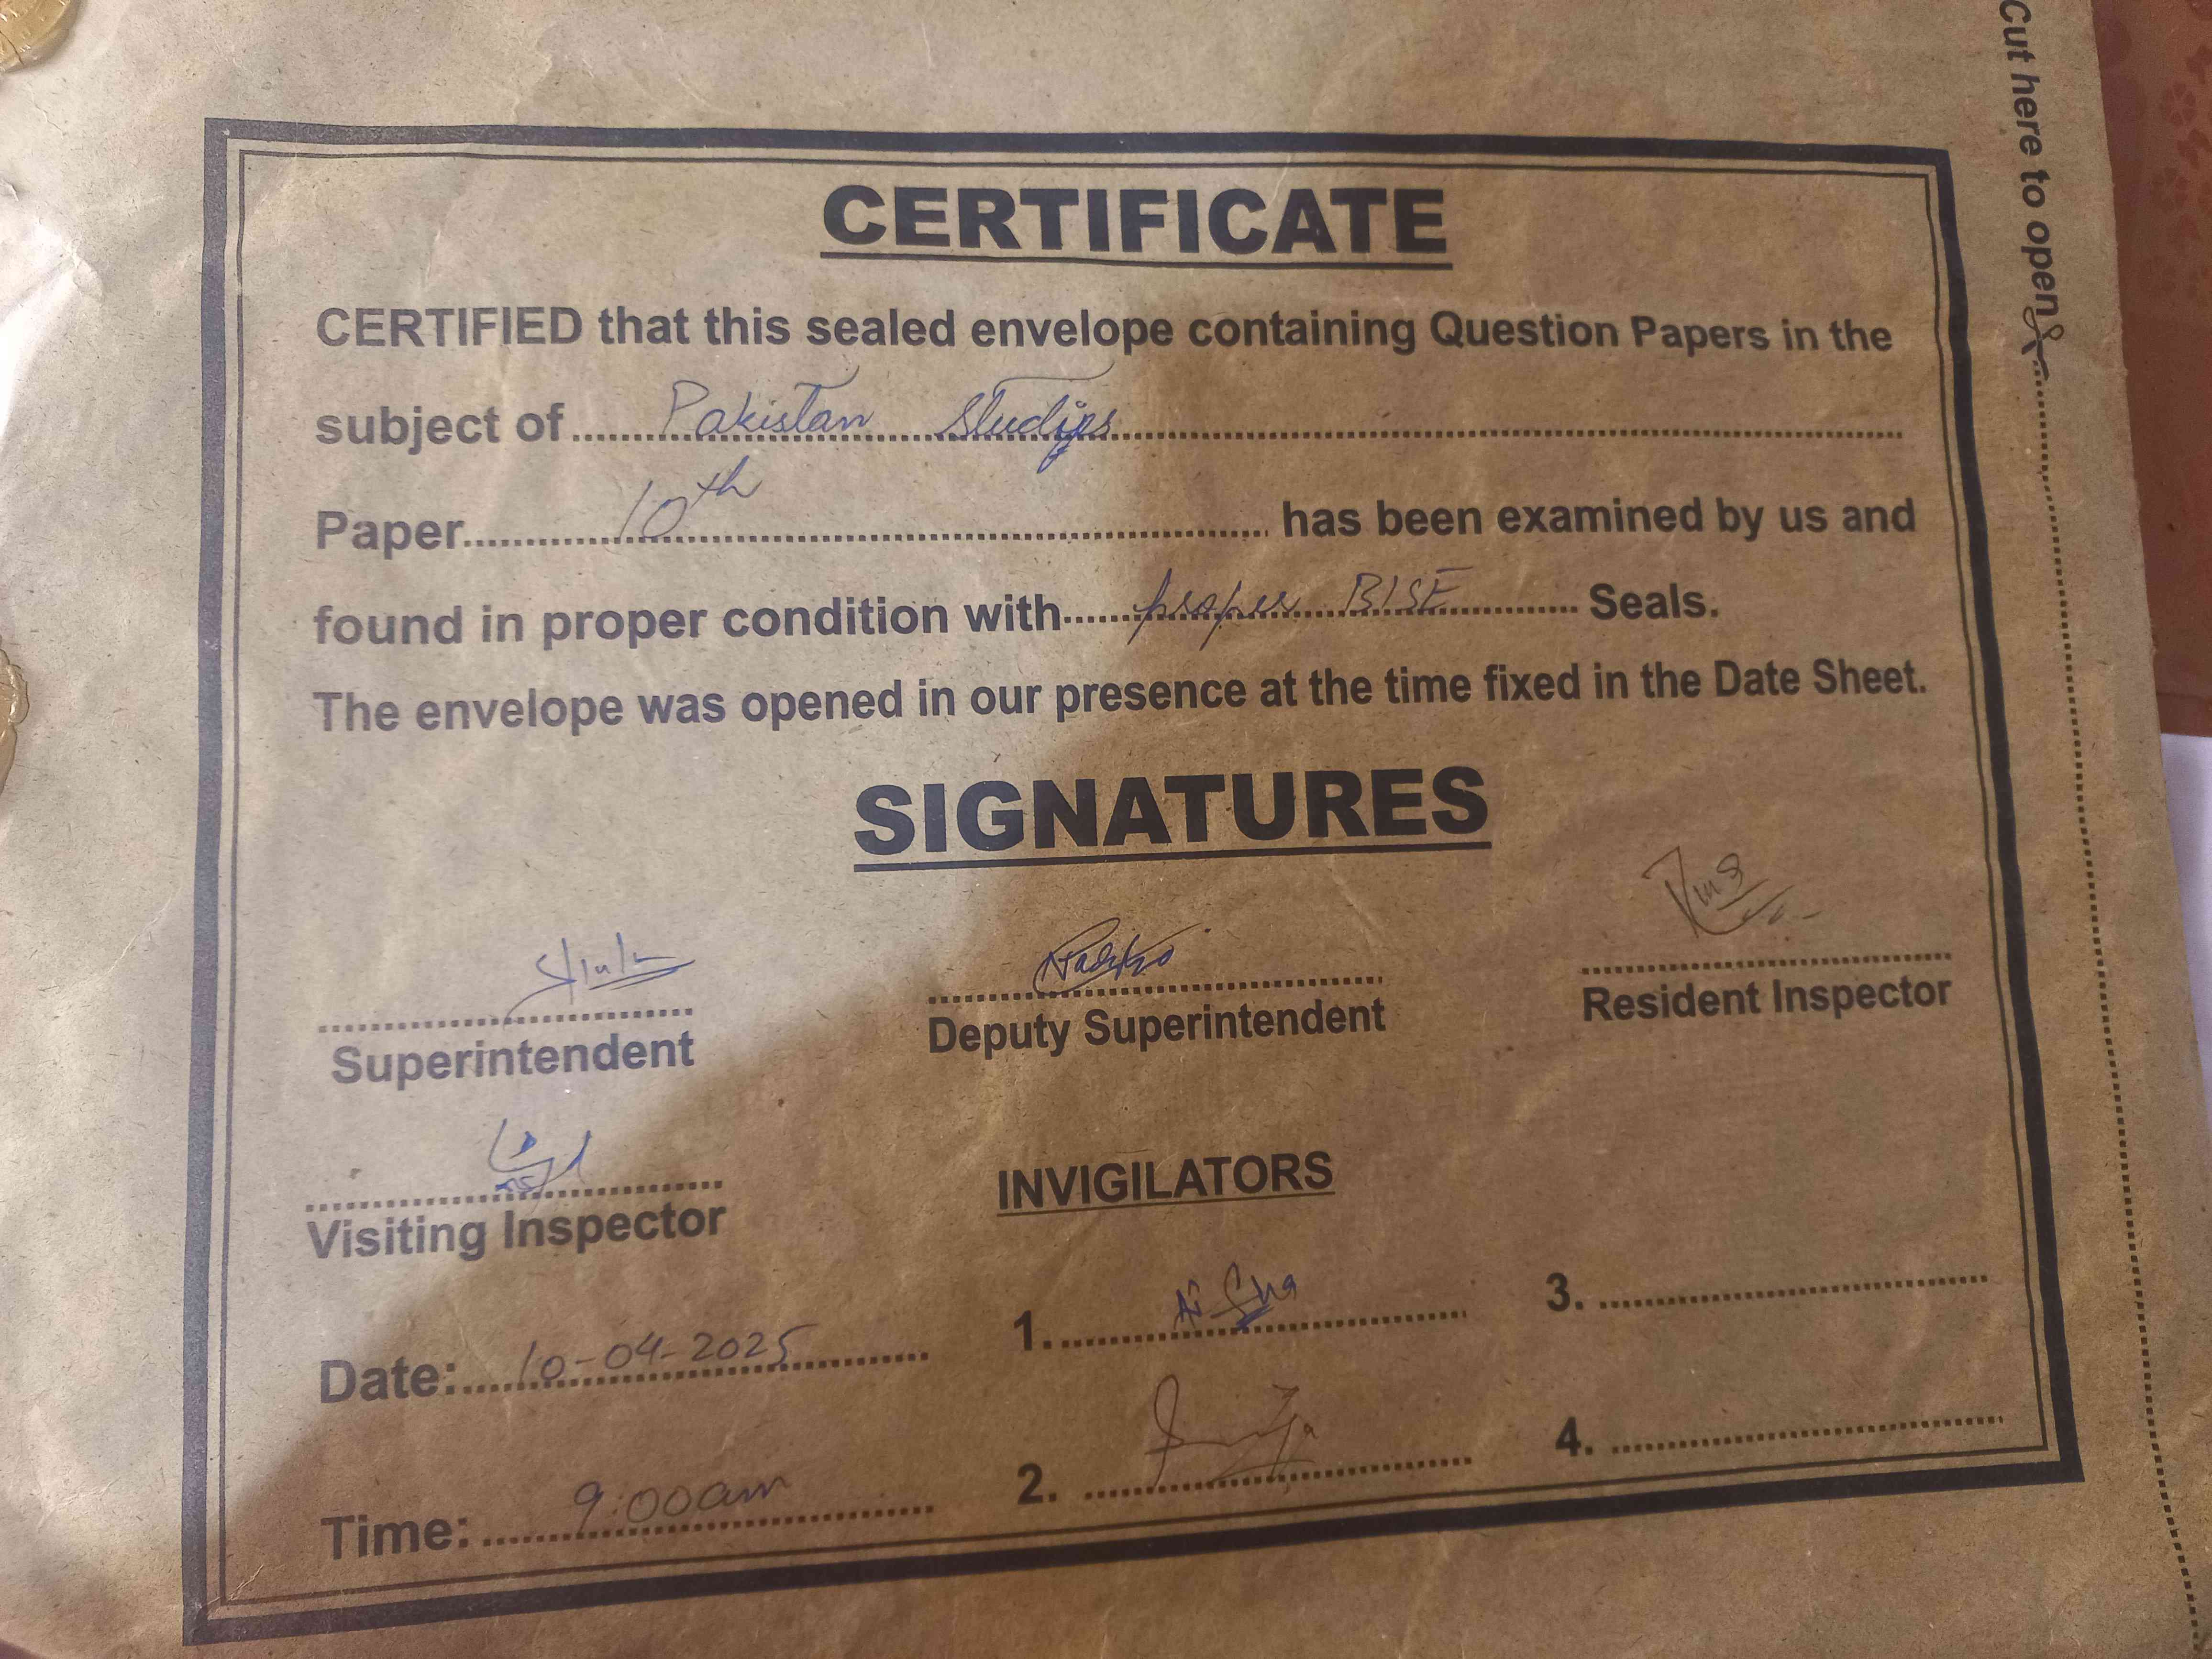 Cut here to open
CERTIFICATE
CERTIFIED that this sealed envelope containing Question Papers in the
subject of Pakistan Studies
Paper 10th has been examined by us and
found in proper condition with proper BISE Seals.
The envelope was opened in our presence at the time fixed in the Date Sheet.
SIGNATURES
Superintendent
Deputy Superintendent
Resident Inspector
Visiting Inspector
INVIGILATORS
1.
3.
Date: 10-04-2025
2.
4.
Time: 9:00am